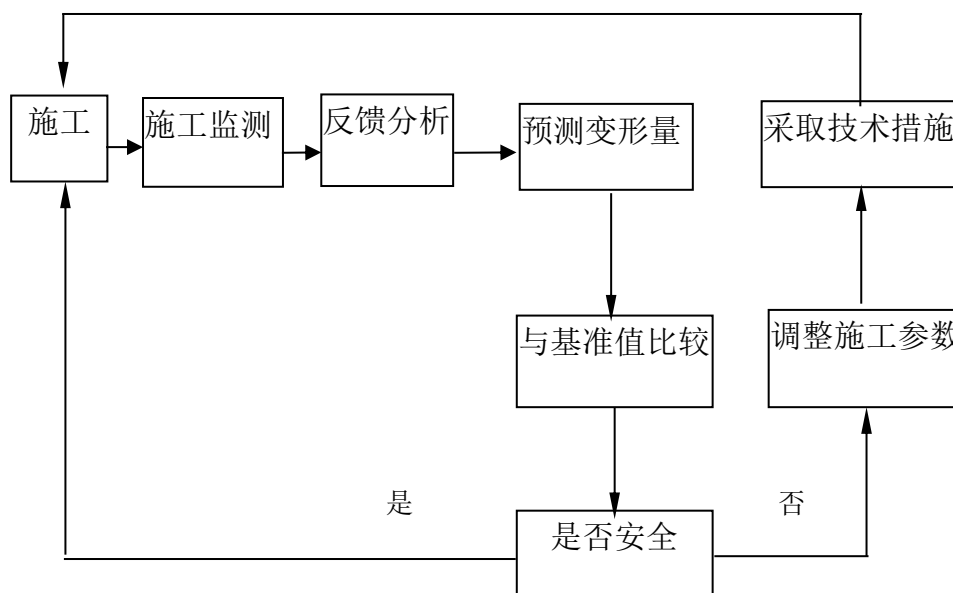 施工
施工监测
反馈分析
预测变形量
采取技术措施
与基准值比较
调整施工参数
是
否
是否安全